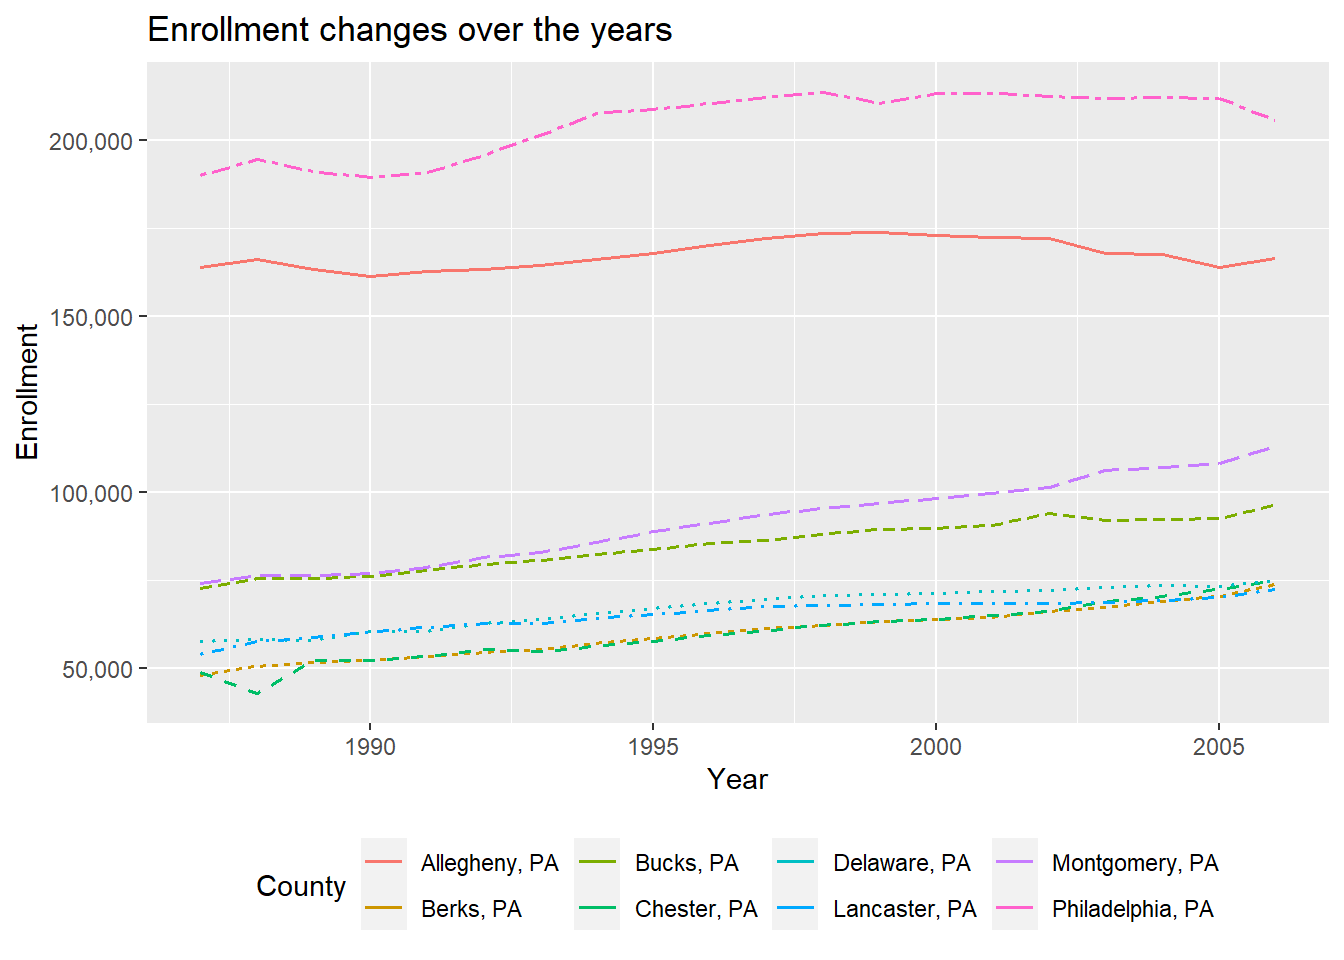 Enrollment changes over the years
Enrollment
200,000
150,000
100,000
50,000
1990 1995 2000 2005
Year
County
Allegheny, PA Bucks, PA Delaware, PA Montgomery, PA
Berks, PA Chester, PA Lancaster, PA Philadelphia, PA